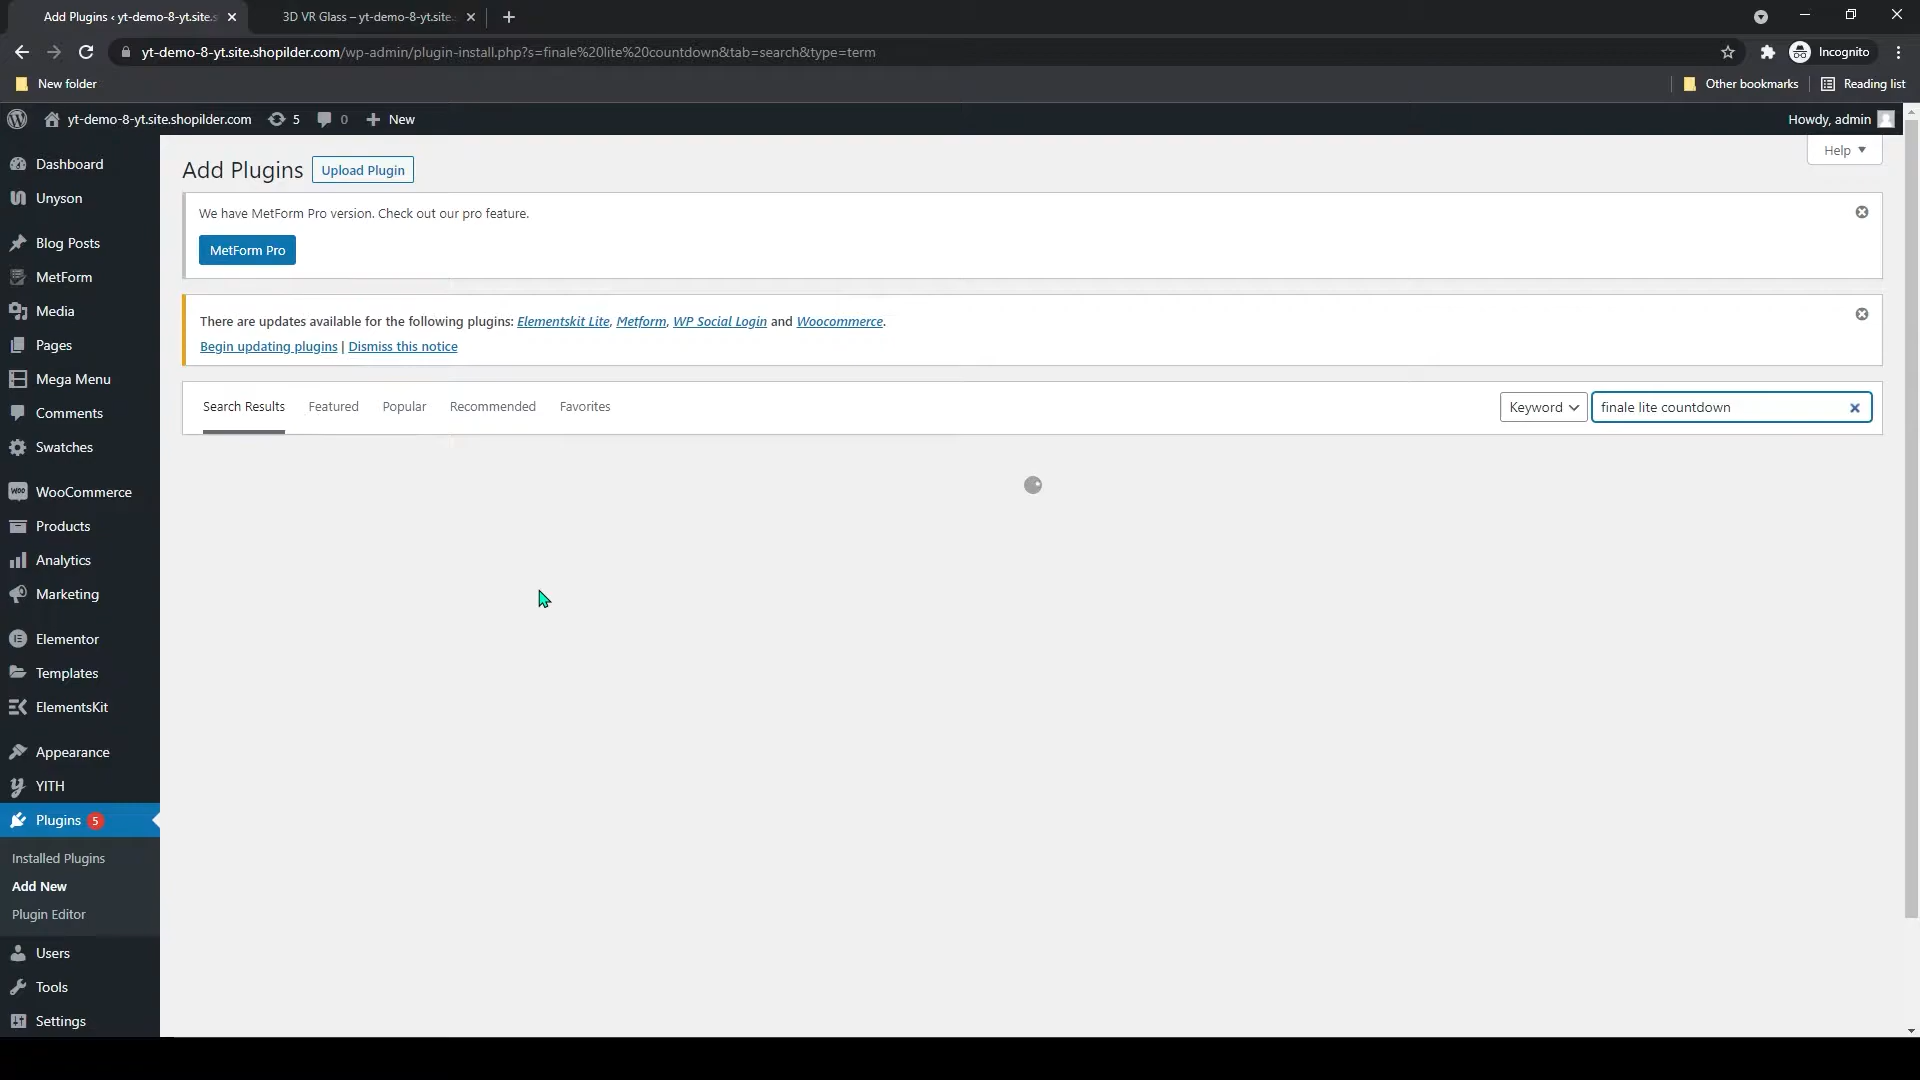 Add Plugins ‹ yt-demo-8-yt.site.s
3D VR Glass – yt-demo-8-yt.site.
yt-demo-8-yt.site.shopilder.com/wp-admin/plugin-install.php?s=finale%20lite%20countdown&tab=search&type=term
Incognito
New folder
Other bookmarks
Reading list
yt-demo-8-yt.site.shopilder.com
5
0
New
Howdy, admin
Dashboard
Unyson
Blog Posts
MetForm
Media
Pages
Mega Menu
Comments
Swatches
WooCommerce
Products
Analytics
Marketing
Elementor
Templates
ElementsKit
Appearance
YITH
Plugins 5
Installed Plugins
Add New
Plugin Editor
Users
Tools
Settings
Help
Add Plugins
Upload Plugin
We have MetForm Pro version. Check out our pro feature.
MetForm Pro
There are updates available for the following plugins: Elementskit Lite, Metform, WP Social Login and Woocommerce.
Begin updating plugins | Dismiss this notice
Search Results Featured Popular Recommended Favorites
Keyword
finale lite countdown